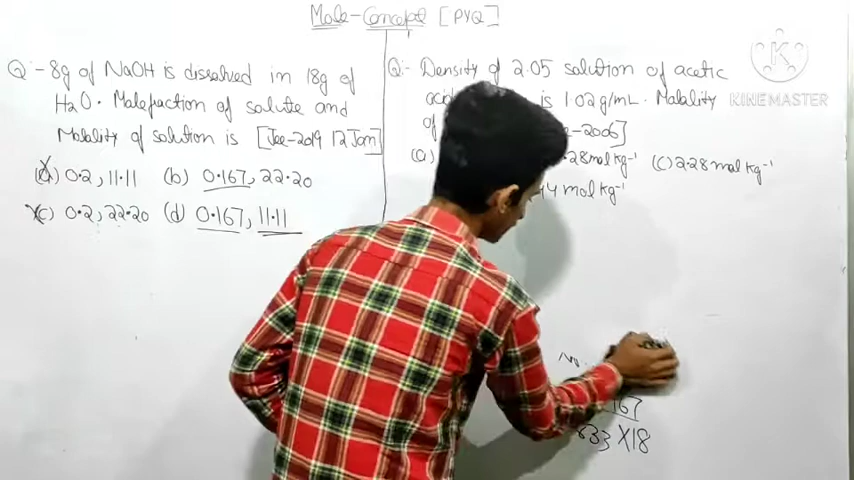 Mole-Concept [PYQ]
Q:- 8g of NaOH is dissolved in 18g of
H₂O. Molefraction of solute and
Molality of solution is [Jee-2019 12 Jan]
(a) 0.2, 11.11 (b) 0.167, 22.20
(c) 0.2, 22.20 (d) 0.167, 11.11
Q:- Density of 2.05 solution of acetic
is 1.02 g/mL. Molality
of e-2006]
(a) .28 mol kg⁻¹ (c) 2.28 mol kg⁻¹
44 mol kg⁻¹
167
833 X18
KINEMASTER